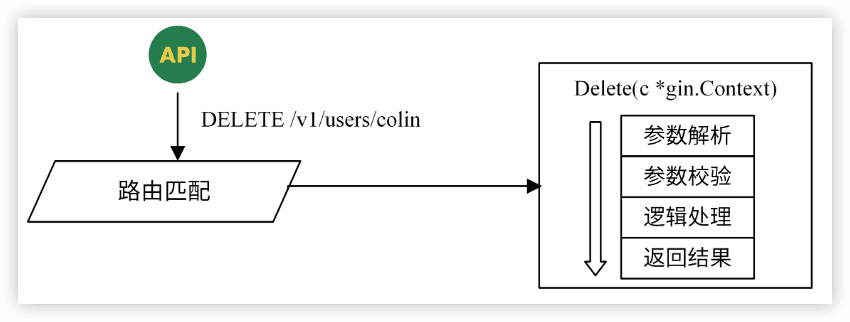 API
DELETE /v1/users/colin
路由匹配
Delete(c *gin.Context)
参数解析
参数校验
逻辑处理
返回结果